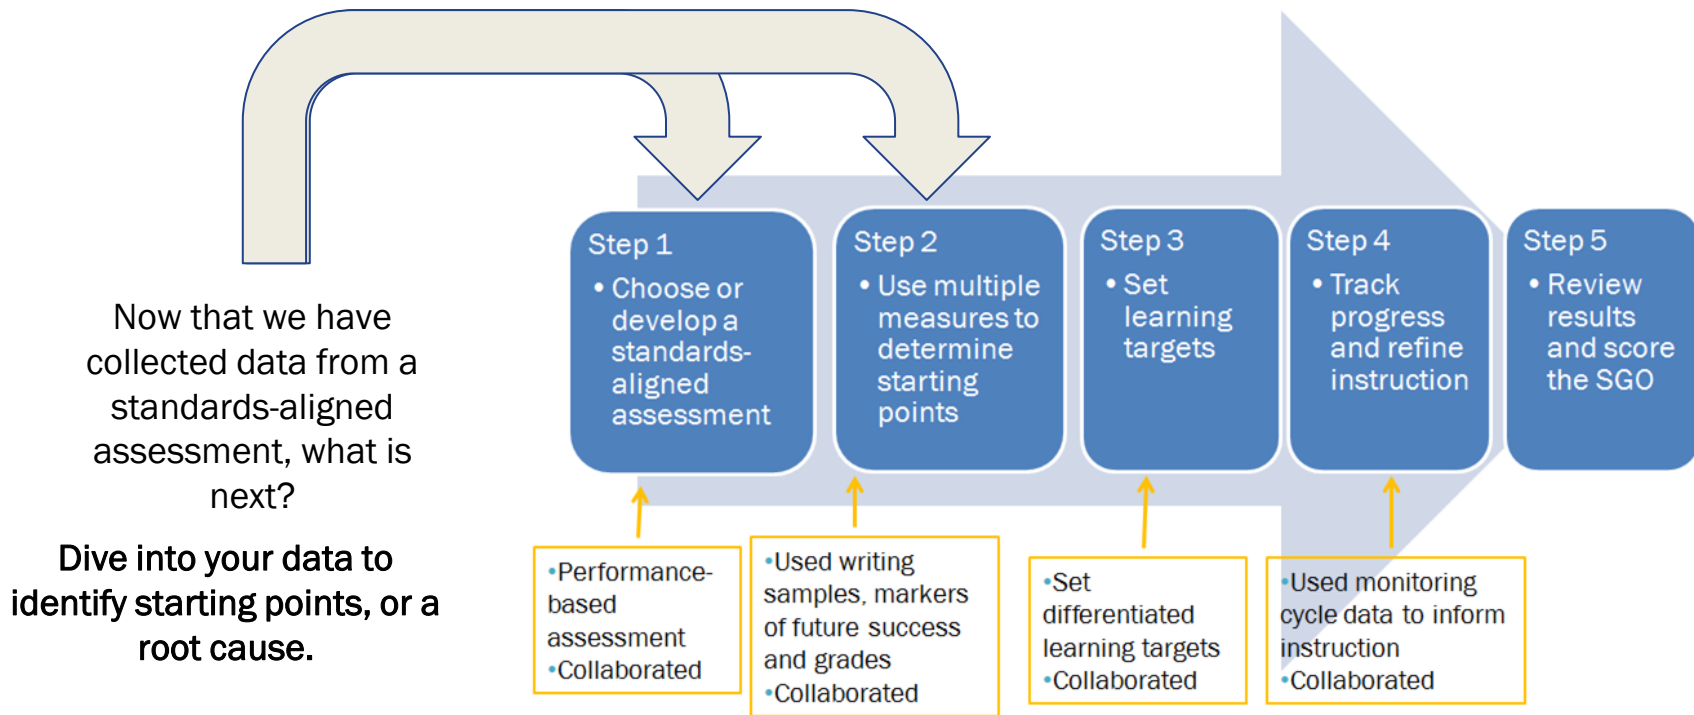 Now that we have
collected data from a
standards-aligned
assessment, what is
next?
Dive into your data to
identify starting points, or a
root cause.
Step 1
• Choose or
develop a
standards-
aligned
assessment
Step 2
• Use multiple
measures to
determine
starting
points
Step 3
• Set
learning
targets
Step 4
• Track
progress
and refine
instruction
Step 5
• Review
results
and score
the SGO
•Performance-
based
assessment
•Collaborated
•Used writing
samples, markers
of future success
and grades
•Collaborated
•Set
differentiated
learning targets
•Collaborated
•Used monitoring
cycle data to inform
instruction
•Collaborated